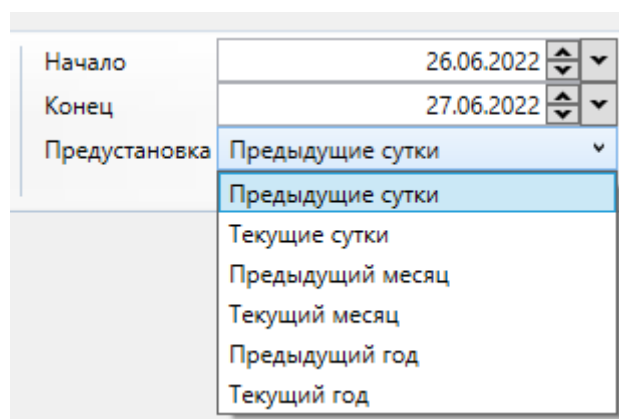 Начало 26.06.2022
Конец 27.06.2022
Предустановка Предыдущие сутки
Предыдущие сутки
Текущие сутки
Предыдущий месяц
Текущий месяц
Предыдущий год
Текущий год